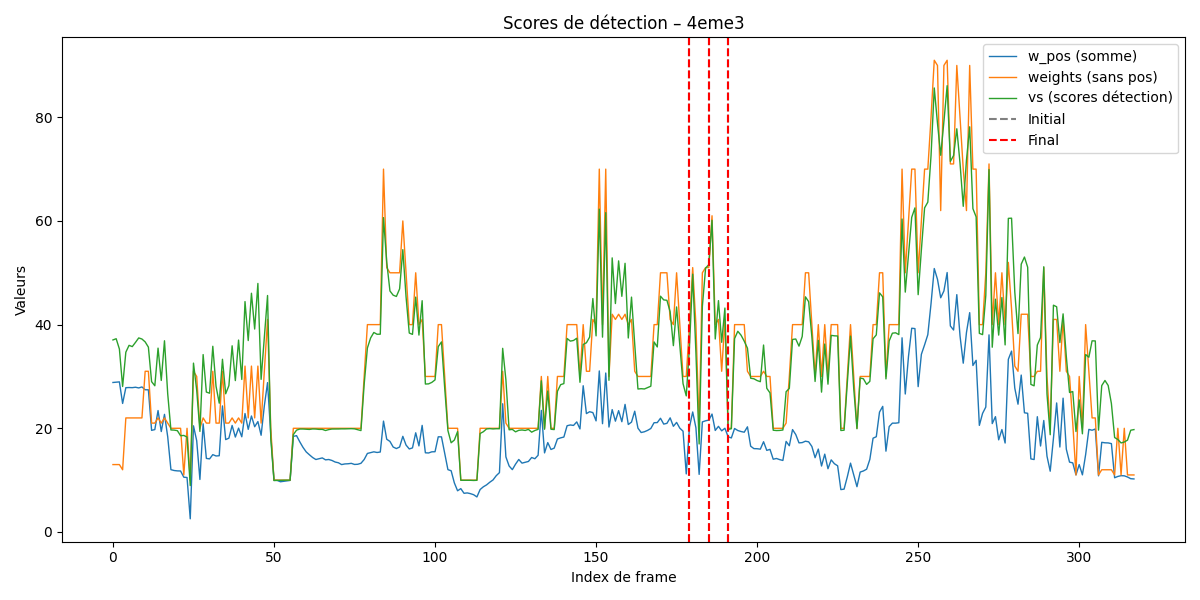 Scores de détection – 4eme3
w_pos (somme)
weights (sans pos)
vs (scores détection)
Initial
Final
Valeurs
80
60
40
20
0
0 50 100 150 200 250 300
Index de frame